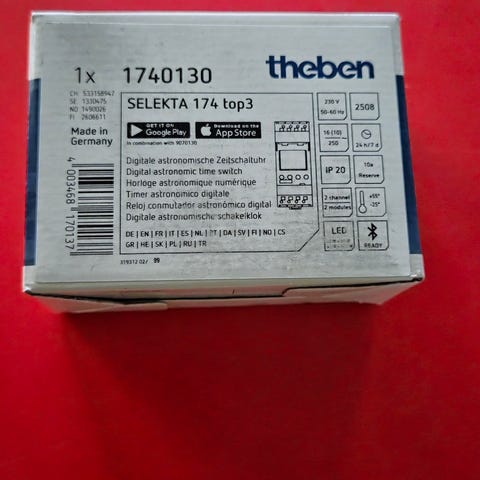 1x 1740130
theben
CH 533158947
SE 1330475
NO 1490026
FI 2606611
Made in
Germany
4 003468 170137
SELEKTA 174 top3
GET IT ON
Google Play
Download on the
App Store
in combination with 9070130
Digitale astronomische Zeitschaltuhr
Digital astronomic time switch
Horloge astronomique numérique
Timer astronomico digitale
Reloj conmutador astronómico digital
Digitale astronomische schakelklok
DE | EN | FR | IT | ES | NL | PT | DA | SV | FI | NO | CS
GR | HE | SK | PL | RU | TR
319312 02/ 99
230 V
50-60 Hz
2508
16 (10)
250
24 h/7 d
IP 20
10a
Reserve
2 channel
2 modules
+55°
-25°
LED
READY